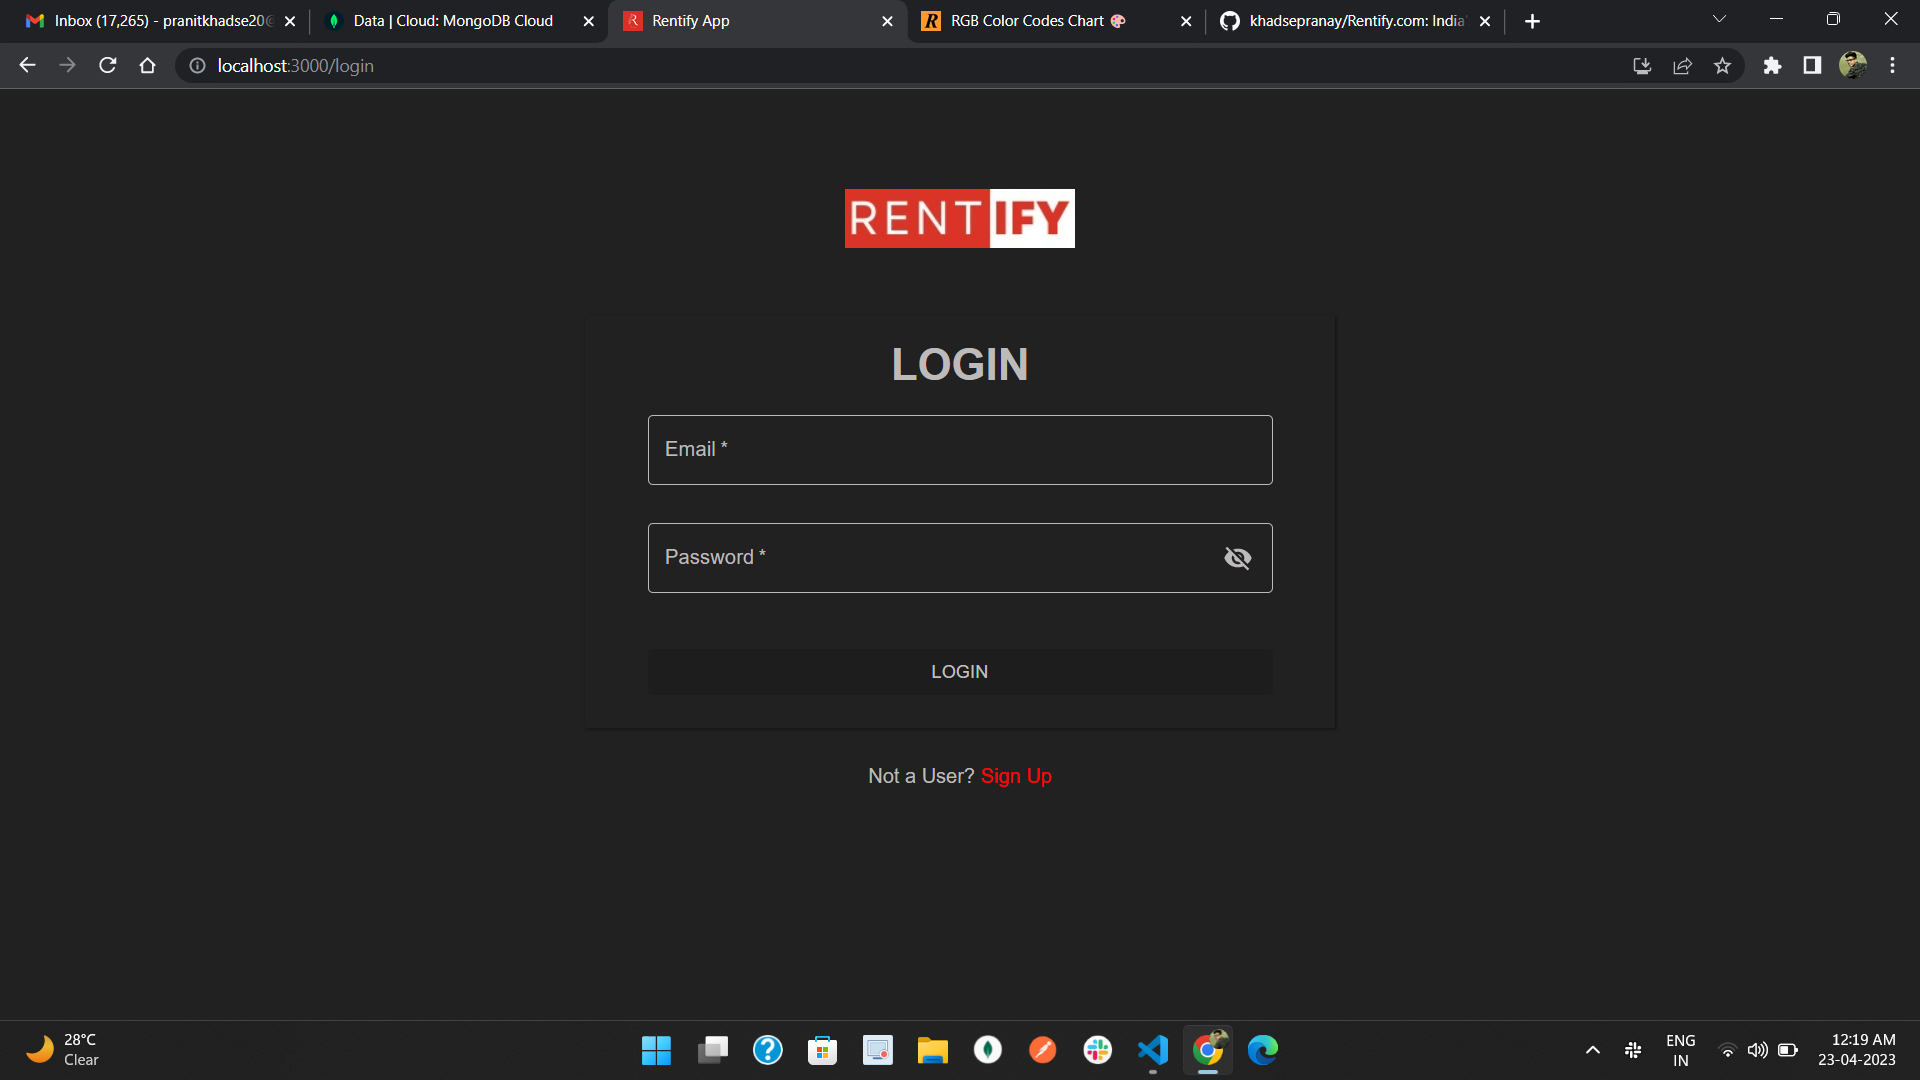 Inbox (17,265) - pranitkhadse20@
Data | Cloud: MongoDB Cloud
Rentify App
RGB Color Codes Chart
khadsepranay/Rentify.com: India'
localhost:3000/login
RENTIFY
LOGIN
Email *
Password *
LOGIN
Not a User? Sign Up
28°C
Clear
ENG
IN
12:19 AM
23-04-2023